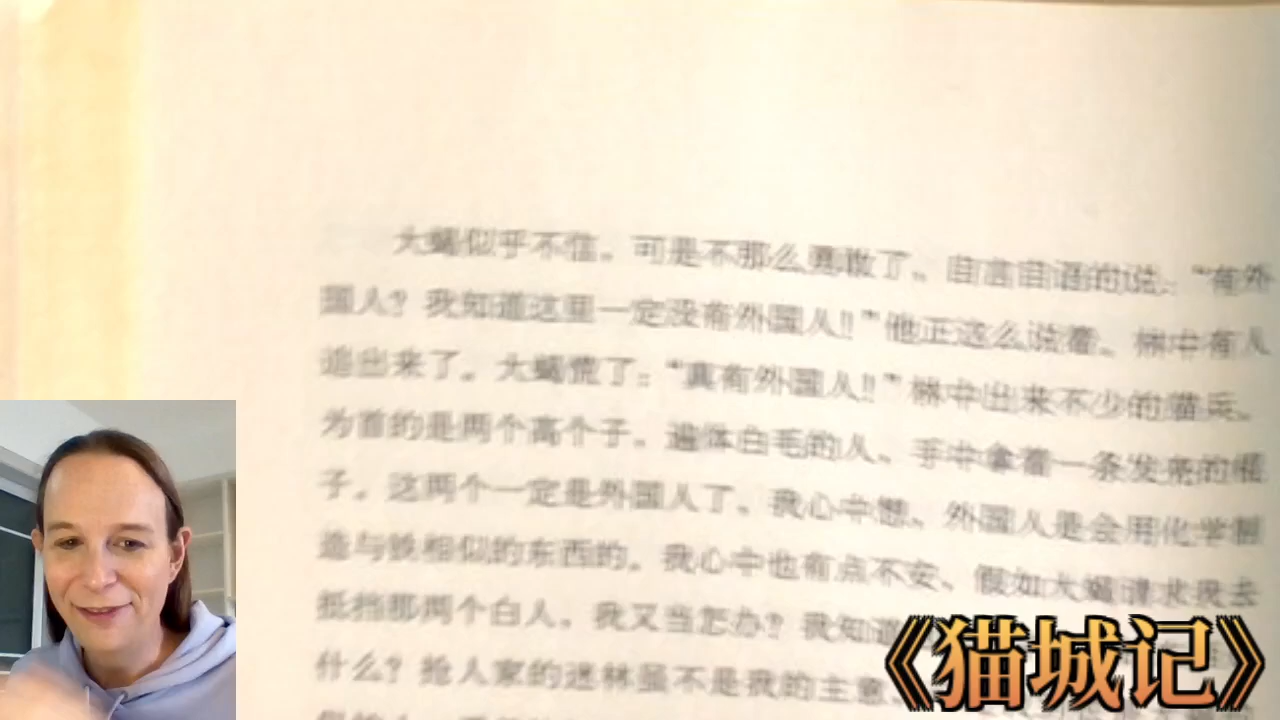 大蝎似乎不信，可是不那么勇敢了，自言自语的说：“有外
国人？我知道这里一定没有外国人！”他正这么说着，林中有人
追出来了。大蝎慌了：“真有外国人！”林中出来不少的猫兵。
为首的是两个高个子，遍体白毛的人，手中拿着一条发亮的棍
子。这两个一定是外国人了，我心中想，外国人是会用化学制
造与铁相似的东西的。我心中也有点不安，假如大蝎请求我去
抵挡那两个白人，我又当怎办？我知道
什么？抢人家的迷林虽不是我的主意
《猫城记》